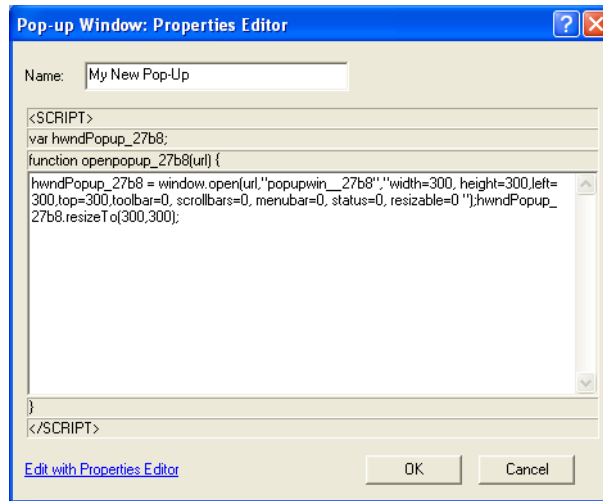 Pop-up Window: Properties Editor
Name: My New Pop-Up
<SCRIPT>
var hwndPopup_27b8;
function openpopup_27b8(url) {
hwndPopup_27b8 = window.open(url,"popupwin__27b8","width=300, height=300,left=
300,top=300,toolbar=0, scrollbars=0, menubar=0, status=0, resizable=0 ");hwndPopup_
27b8.resizeTo(300,300);
}
</SCRIPT>
Edit with Properties Editor OK Cancel